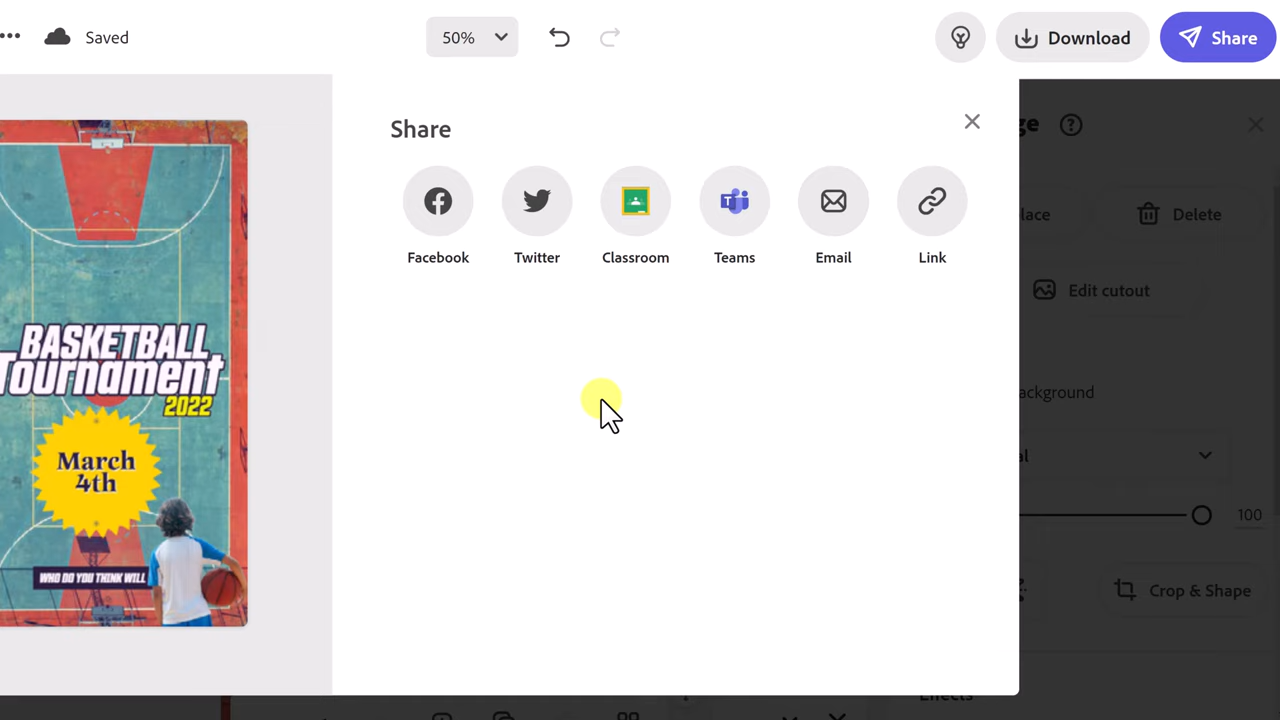 Saved
50%
Download
Share
Share
Facebook
Twitter
Classroom
Teams
Email
Link
BASKETBALL
Tournament
2022
March
4th
WHO DO YOU THINK WILL
Delete
Edit cutout
Crop & Shape
100